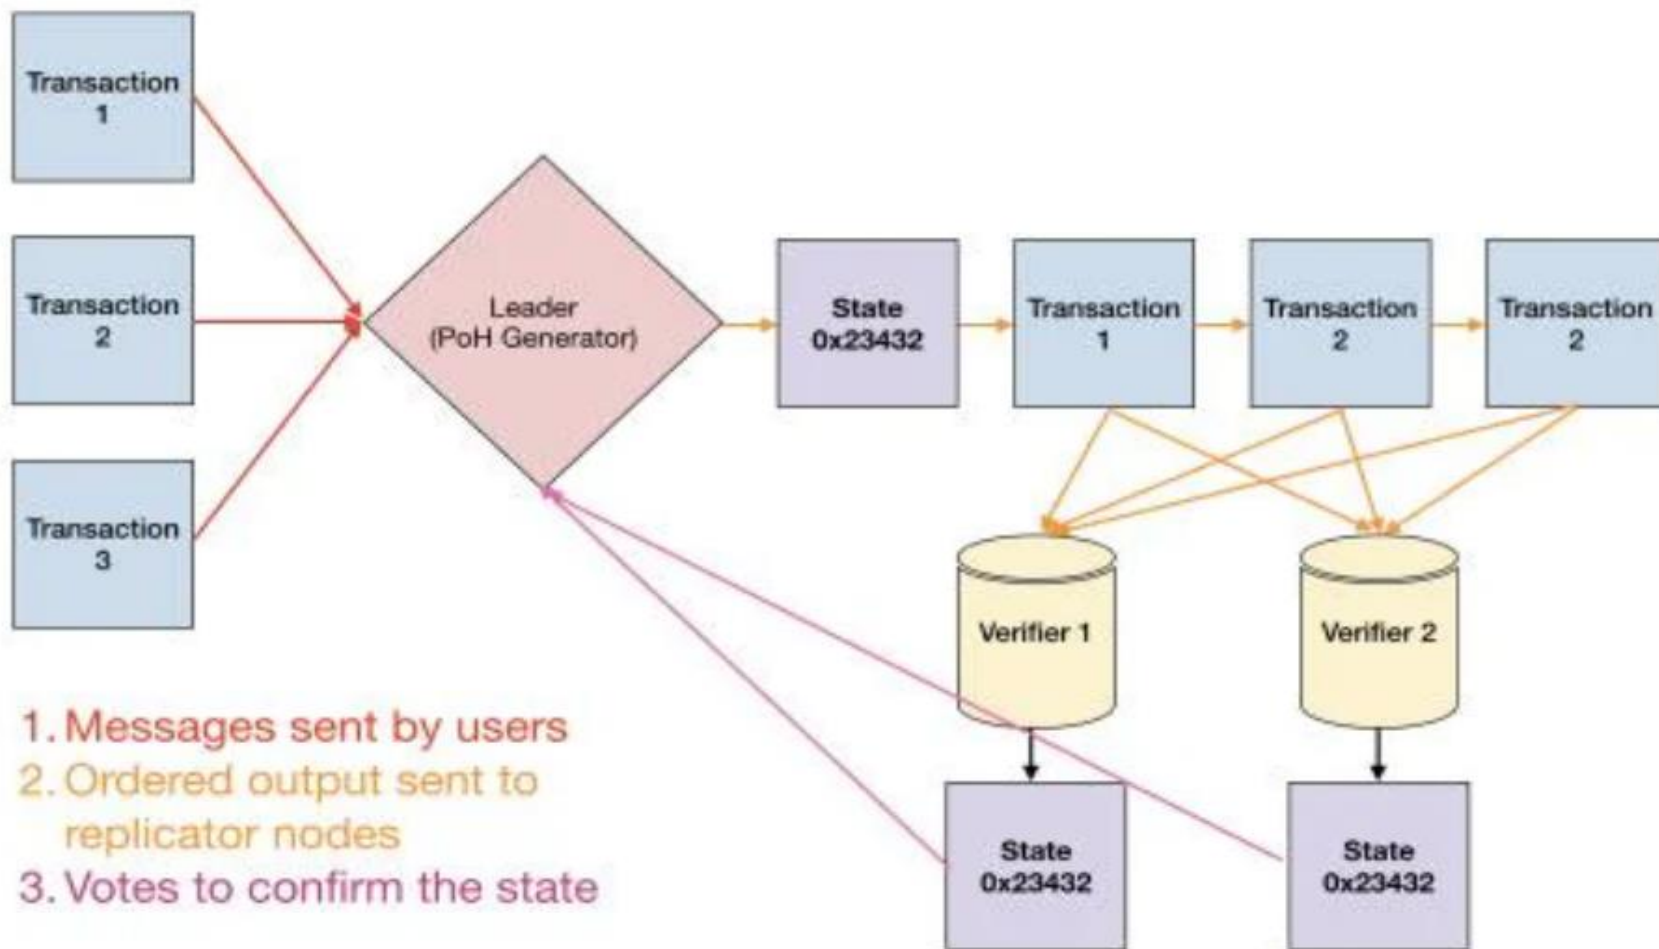 Transaction
1
Transaction
2
Transaction
3
Leader
(PoH Generator)
State
0x23432
Transaction
1
Transaction
2
Transaction
2
Verifier 1
Verifier 2
State
0x23432
State
0x23432
1. Messages sent by users
2. Ordered output sent to
replicator nodes
3. Votes to confirm the state